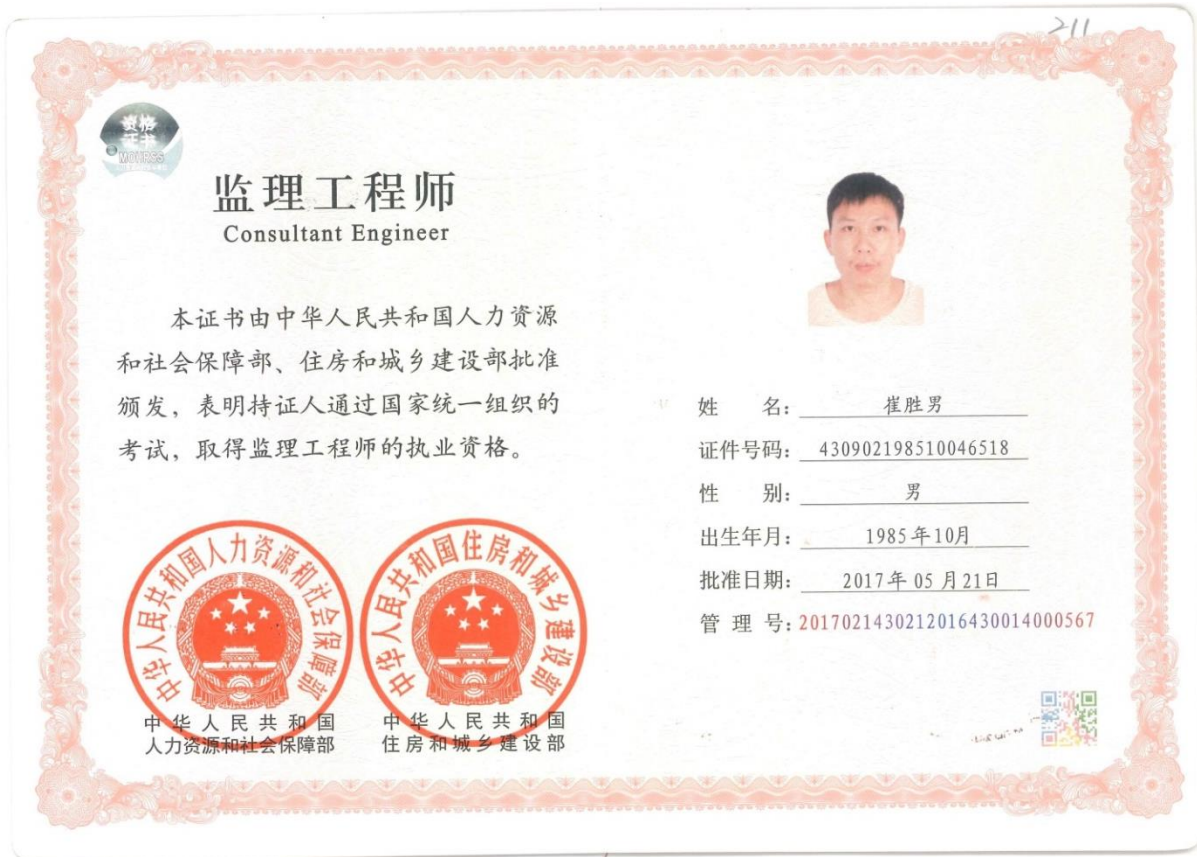 211
资格
证书
MOHRSS
监理工程师
Consultant Engineer
本证书由中华人民共和国人力资源
和社会保障部、住房和城乡建设部批准
颁发，表明持证人通过国家统一组织的
考试，取得监理工程师的执业资格。
中华人民共和国人力资源和社会保障部
中华人民共和国
人力资源和社会保障部
中华人民共和国住房和城乡建设部
中华人民共和国
住房和城乡建设部
姓 名：崔胜男
证件号码：430902198510046518
性 别：男
出生年月：1985年10月
批准日期：2017年05月21日
管 理 号：2017021430212016430014000567